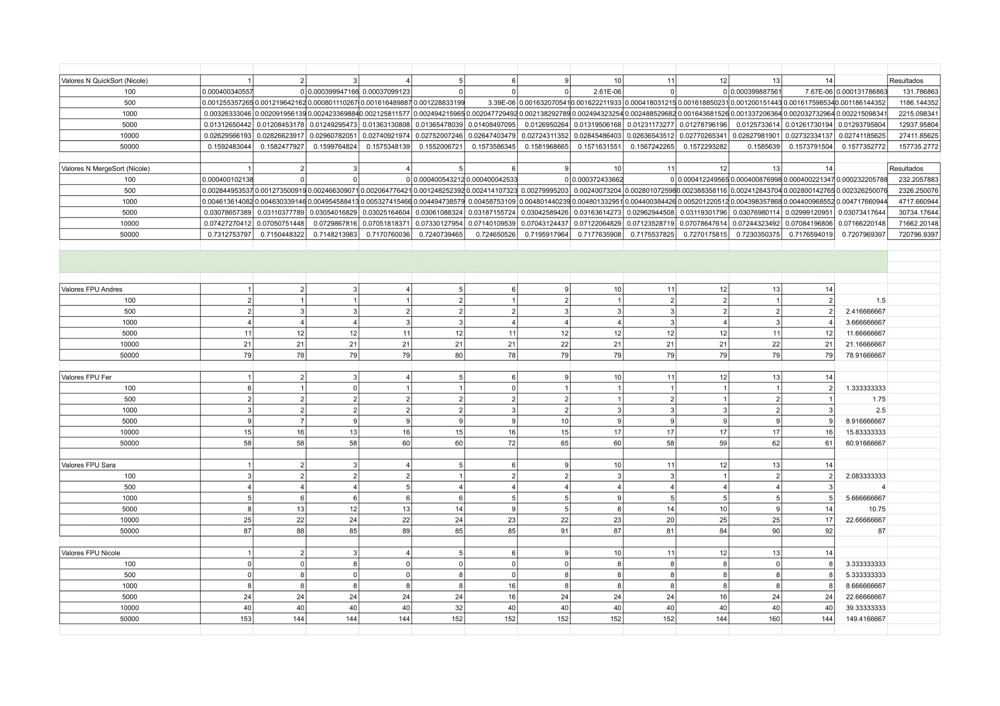 Valores N QuickSort (Nicole) 1 2 3 4 5 6 9 10 11 12 13 14 Resultados
100 0.000400340557 0 0.000399947166 0.00037099123 0 0 0 2.61E-06 0 0 0.000399887561 7.67E-06 0.000131786863 131.786863
500 0.001255357265 0.001219642162 0.000801110267 0.001616489887 0.001228833199 3.39E-06 0.001632070541 0.001622211933 0.000418031215 0.001618850231 0.001200151443 0.001617598534 0.001186144352 1186.144352
1000 0.00326333046 0.002091956139 0.002423369884 0.002125811577 0.002494215965 0.002047729492 0.002138292789 0.002494323254 0.002488529682 0.001643681526 0.001337206364 0.002032732964 0.002215098341 2215.098341
5000 0.01312650442 0.01208453178 0.01249295473 0.01363130808 0.01365478039 0.01408497095 0.0126950264 0.01319506168 0.01231173277 0.01278796196 0.0125733614 0.01261730194 0.01293795804 12937.95804
10000 0.02629566193 0.02826623917 0.02960782051 0.02740921974 0.02752007246 0.02647403479 0.02724311352 0.02845486403 0.02636543512 0.02770265341 0.02627981901 0.02732334137 0.02741185625 27411.85625
50000 0.1592483044 0.1582477927 0.1599764824 0.1575348139 0.1552006721 0.1573586345 0.1581968665 0.1571631551 0.1567242265 0.1572293282 0.1585639 0.1573791504 0.1577352772 157735.2772
Valores N MergeSort (Nicole) 1 2 3 4 5 6 9 10 11 12 13 14 Resultados
100 0.000400102138 0 0 0 0.000400543212 0.000400042533 0 0.000372433662 0 0.000412249565 0.000400876998 0.000400221347 0.000232205788 232.2057883
500 0.002844953537 0.001273500919 0.002466309071 0.002064776421 0.001248252392 0.002414107323 0.00279995203 0.00240073204 0.002801072598 0.002388358116 0.002412843704 0.002800142765 0.002326250076 2326.250076
1000 0.004613614082 0.004630339146 0.004954588413 0.005327415466 0.004494738579 0.00458753109 0.004801440239 0.004801332951 0.004400384426 0.005201220512 0.004398357868 0.004400968552 0.004717660944 4717.660944
5000 0.03078657389 0.03110377789 0.03054016829 0.03025164604 0.03061088324 0.03187155724 0.03042589426 0.03163614273 0.02962944508 0.03119301796 0.03076980114 0.02999120951 0.03073417644 30734.17644
10000 0.07427270412 0.07050751448 0.0729867816 0.07051818371 0.07330127954 0.07140109539 0.07043124437 0.07122064829 0.07123528719 0.07078647614 0.07244323492 0.07084196806 0.07166220148 71662.20148
50000 0.7312753797 0.7150448322 0.7148213983 0.7170760036 0.7240739465 0.724650526 0.7195917964 0.7177635908 0.7175537825 0.7270175815 0.7230350375 0.7176594019 0.7207969397 720796.9397
Valores FPU Andres 1 2 3 4 5 6 9 10 11 12 13 14
100 2 1 1 1 2 1 2 1 2 2 1 2 1.5
500 2 3 3 2 2 2 3 3 3 2 2 2 2.416666667
1000 4 4 4 3 3 4 4 4 3 4 3 4 3.666666667
5000 11 12 12 11 12 11 12 12 12 12 11 12 11.66666667
10000 21 21 21 21 21 21 22 21 21 21 22 21 21.16666667
50000 79 78 79 79 80 78 79 79 79 79 79 79 78.91666667
Valores FPU Fer 1 2 3 4 5 6 9 10 11 12 13 14
100 6 1 0 1 1 0 1 1 1 1 1 2 1.333333333
500 2 2 2 2 2 2 2 1 2 1 2 1 1.75
1000 3 2 2 2 2 3 2 3 3 3 2 3 2.5
5000 9 7 9 9 9 9 10 9 9 9 9 9 8.916666667
10000 15 16 13 16 15 16 15 17 17 17 17 16 15.83333333
50000 58 58 58 60 60 72 65 60 58 59 62 61 60.91666667
Valores FPU Sara 1 2 3 4 5 6 9 10 11 12 13 14
100 3 2 2 2 1 2 2 3 3 1 2 2 2.083333333
500 4 4 4 5 4 4 4 4 4 4 4 3 4
1000 5 6 6 6 6 5 5 9 5 5 5 5 5.666666667
5000 8 13 12 13 14 9 5 8 14 10 9 14 10.75
10000 25 22 24 22 24 23 22 23 20 25 25 17 22.66666667
50000 87 88 85 89 85 85 91 87 81 84 90 92 87
Valores FPU Nicole 1 2 3 4 5 6 9 10 11 12 13 14
100 0 0 8 0 0 0 0 8 8 8 0 8 3.333333333
500 0 8 0 0 8 0 8 8 8 8 8 8 5.333333333
1000 8 8 8 8 8 16 8 8 8 8 8 8 8.666666667
5000 24 24 24 24 24 16 24 24 24 16 24 24 22.66666667
10000 40 40 40 40 32 40 40 40 40 40 40 40 39.33333333
50000 153 144 144 144 152 152 152 152 152 144 160 144 149.4166667